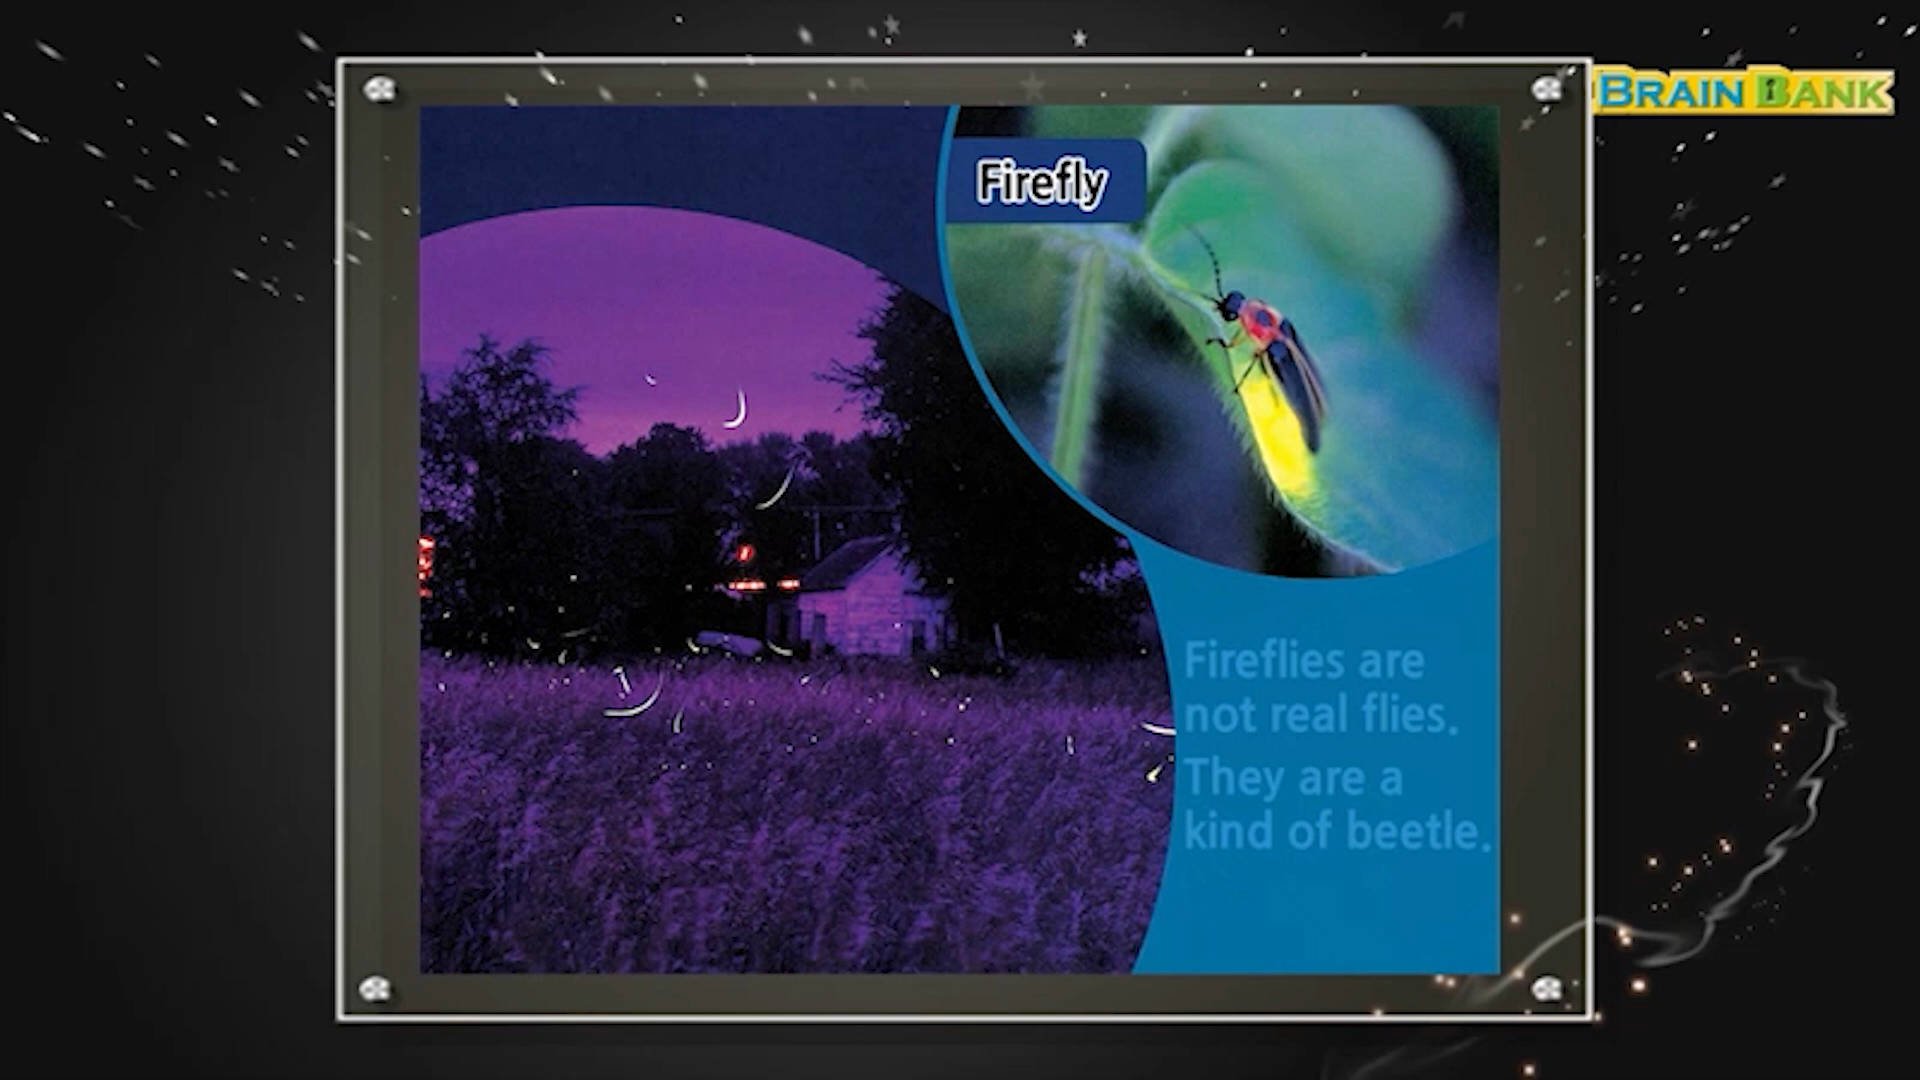 BRAIN BANK
Firefly
Fireflies are
not real flies.
They are a
kind of beetle.